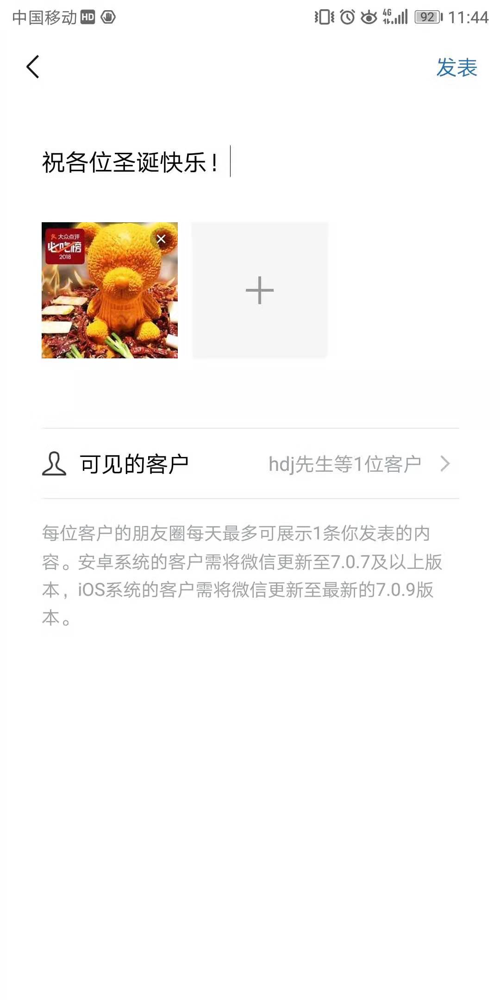 中国移动 HD 4G 92 11:44
发表
祝各位圣诞快乐！
大众点评
必吃榜
2018
可见的客户 hdj先生等1位客户
每位客户的朋友圈每天最多可展示1条你发表的内
容。安卓系统的客户需将微信更新至7.0.7及以上版
本，iOS系统的客户需将微信更新至最新的7.0.9版
本。